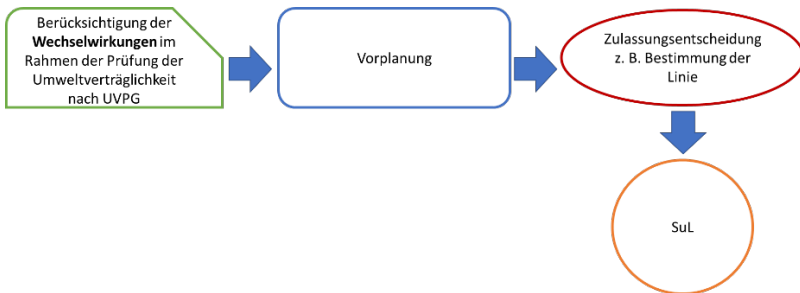 Berücksichtigung der
Wechselwirkungen im
Rahmen der Prüfung der
Umweltverträglichkeit
nach UVPG
Vorplanung
Zulassungsentscheidung
z. B. Bestimmung der
Linie
SuL